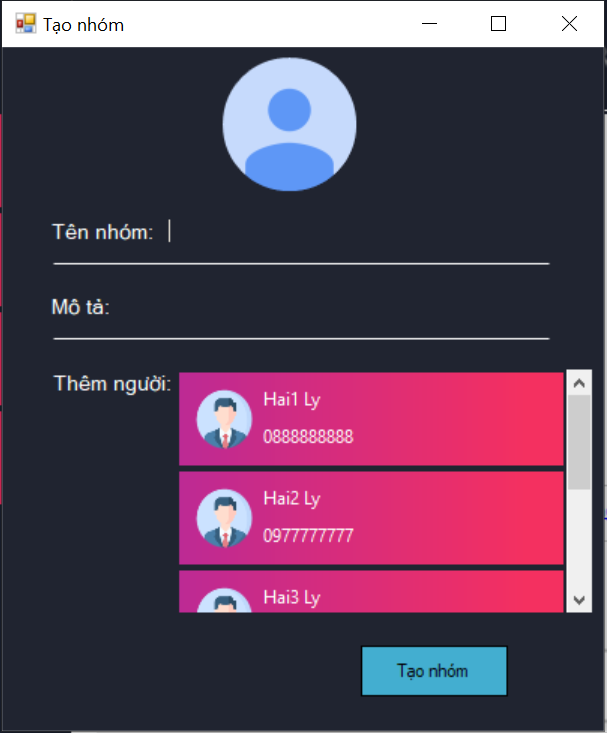 Tạo nhóm
Tên nhóm:
Mô tả:
Thêm người:
Hai1 Ly
0888888888
Hai2 Ly
0977777777
Hai3 Ly
Tạo nhóm